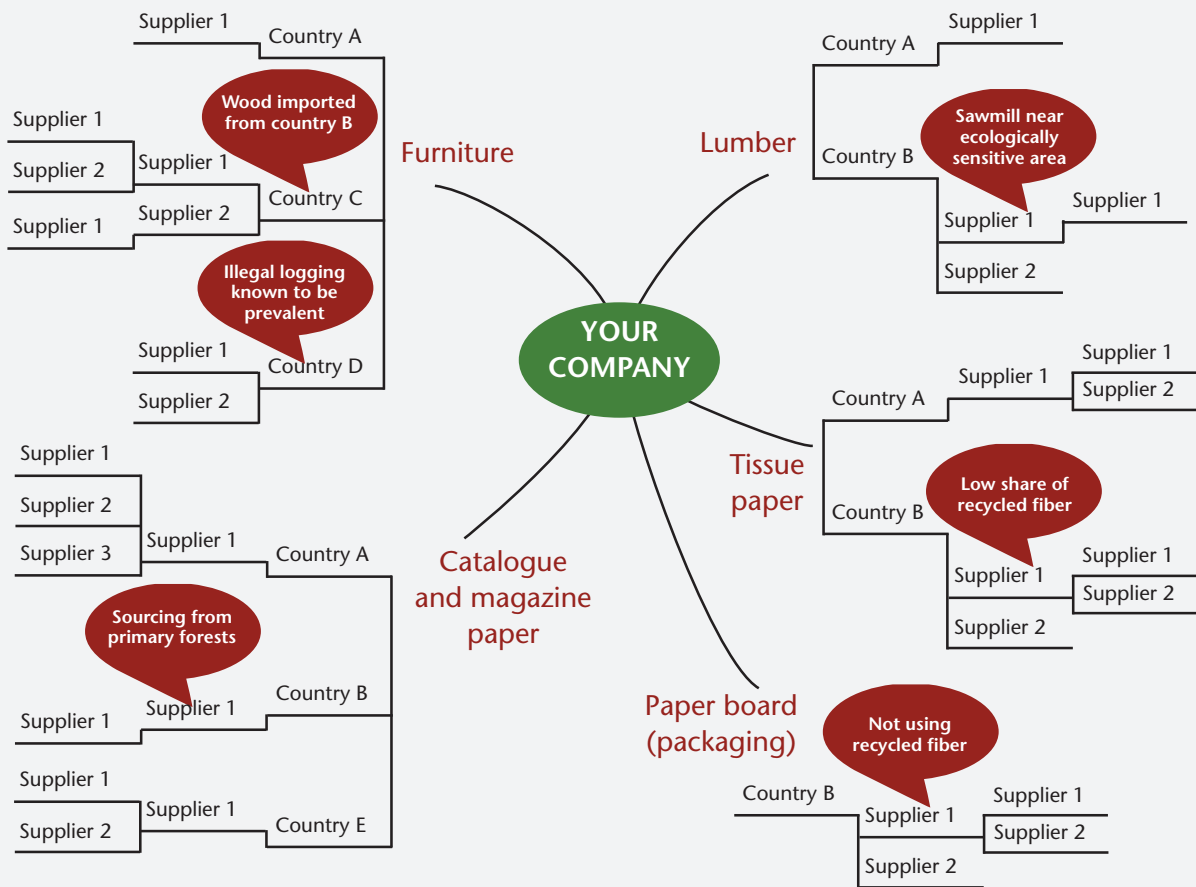 Supplier 1
Country A
Wood imported
from country B
Supplier 1
Supplier 2
Supplier 1
Supplier 1
Supplier 2
Country C
Furniture
Illegal logging
known to be
prevalent
Supplier 1
Country D
Supplier 2
Supplier 1
Country A
Lumber
Country B
Sawmill near
ecologically
sensitive area
Supplier 1
Supplier 1
Supplier 2
YOUR
COMPANY
Supplier 1
Supplier 2
Supplier 1
Country A
Tissue
paper
Country B
Low share of
recycled fiber
Supplier 1
Supplier 1
Supplier 2
Supplier 2
Supplier 1
Supplier 2
Supplier 3
Supplier 1
Country A
Catalogue
and magazine
paper
Sourcing from
primary forests
Supplier 1
Supplier 1
Country B
Supplier 1
Supplier 2
Supplier 1
Country E
Paper board
(packaging)
Not using
recycled fiber
Country B
Supplier 1
Supplier 1
Supplier 2
Supplier 2